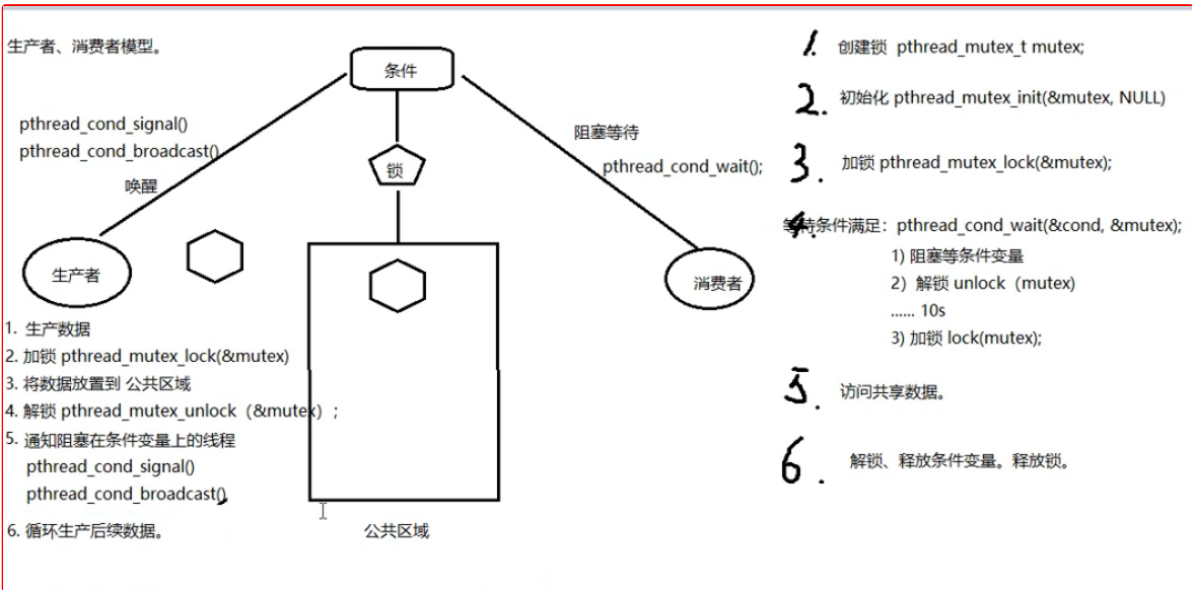 生产者、消费者模型。
条件
pthread_cond_signal()
pthread_cond_broadcast()
唤醒
锁
阻塞等待
pthread_cond_wait();
生产者
消费者
1. 生产数据
2. 加锁 pthread_mutex_lock(&mutex)
3. 将数据放置到 公共区域
4. 解锁 pthread_mutex_unlock（&mutex）;
5. 通知阻塞在条件变量上的线程
pthread_cond_signal()
pthread_cond_broadcast()
6. 循环生产后续数据。
公共区域
1. 创建锁 pthread_mutex_t mutex;
2. 初始化 pthread_mutex_init(&mutex, NULL)
3. 加锁 pthread_mutex_lock(&mutex);
4. 等待条件满足：pthread_cond_wait(&cond, &mutex);
1) 阻塞等条件变量
2）解锁 unlock（mutex)
...... 10s
3) 加锁 lock(mutex);
5. 访问共享数据。
6. 解锁、释放条件变量。释放锁。